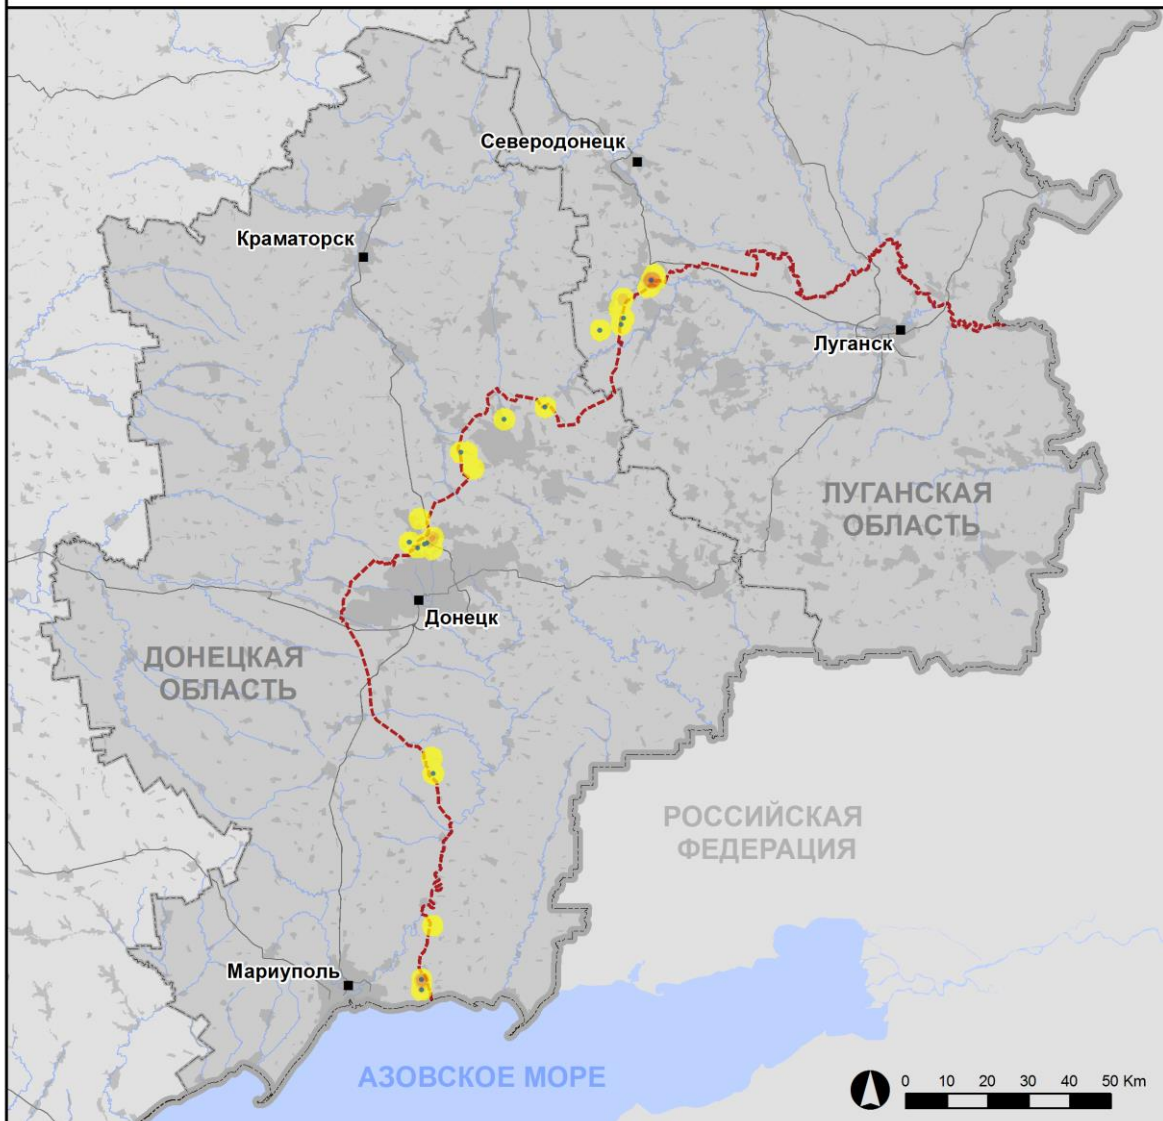 Северодонецк
Краматорск
Луганск
ЛУГАНСКАЯ
ОБЛАСТЬ
Донецк
ДОНЕЦКАЯ
ОБЛАСТЬ
РОССИЙСКАЯ
ФЕДЕРАЦИЯ
Мариуполь
АЗОВСКОЕ МОРЕ
0 10 20 30 40 50 Km